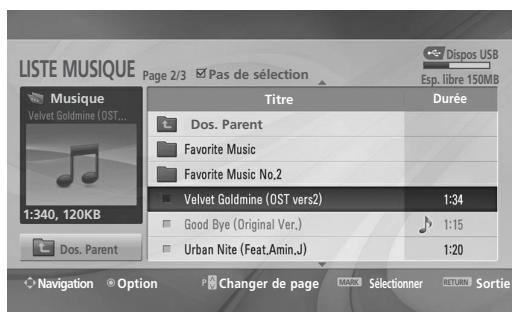 LISTE MUSIQUE Page 2/3 Pas de sélection
Dispos USB
Esp. libre 150MB
Musique
Velvet Goldmine (OST...
1:340, 120KB
Dos. Parent
Titre Durée
Dos. Parent
Favorite Music
Favorite Music No.2
Velvet Goldmine (OST vers2) 1:34
Good Bye (Original Ver.) 1:15
Urban Nite (Feat.Amin.J) 1:20
Navigation Option P Changer de page MARK Sélectionner RETURN Sortie